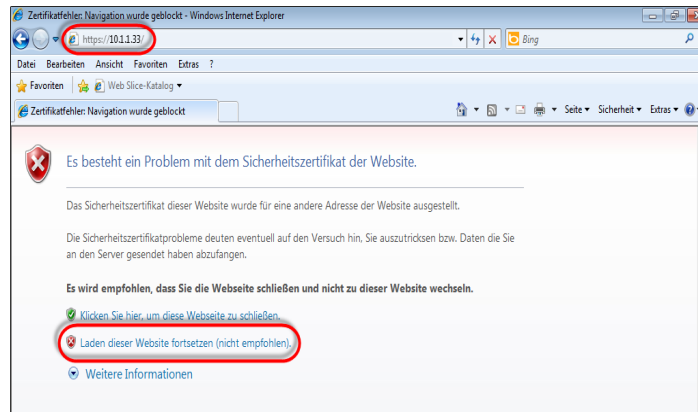 Zertifikatfehler: Navigation wurde geblockt - Windows Internet Explorer
https://10.1.1.33/
Bing
Datei Bearbeiten Ansicht Favoriten Extras ?
Favoriten Web Slice-Katalog
Zertifikatfehler: Navigation wurde geblockt
Seite Sicherheit Extras
Es besteht ein Problem mit dem Sicherheitszertifikat der Website.
Das Sicherheitszertifikat dieser Website wurde für eine andere Adresse der Website ausgestellt.
Die Sicherheitszertifikatprobleme deuten eventuell auf den Versuch hin, Sie auszutricksen bzw. Daten die Sie
an den Server gesendet haben abzufangen.
Es wird empfohlen, dass Sie die Webseite schließen und nicht zu dieser Website wechseln.
Klicken Sie hier, um diese Webseite zu schließen.
Laden dieser Website fortsetzen (nicht empfohlen).
Weitere Informationen